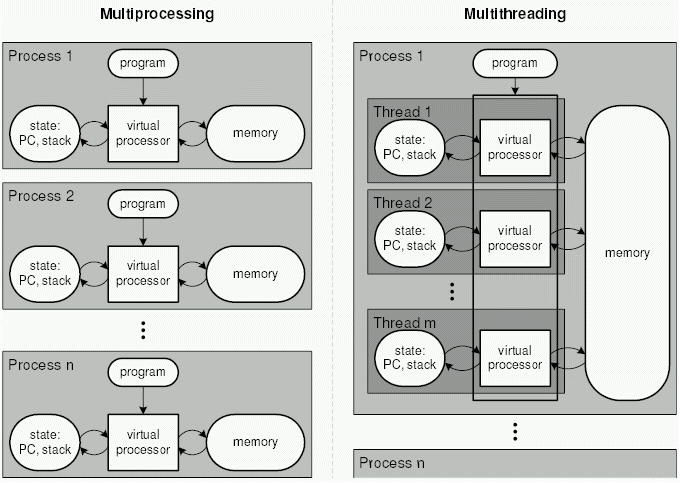 Multiprocessing
Process 1
program
state:
PC, stack
virtual
processor
memory
Process 2
program
state:
PC, stack
virtual
processor
memory
Process n
program
state:
PC, stack
virtual
processor
memory
Multithreading
Process 1
program
Thread 1
state:
PC, stack
virtual
processor
Thread 2
state:
PC, stack
virtual
processor
memory
Thread m
state:
PC, stack
virtual
processor
Process n